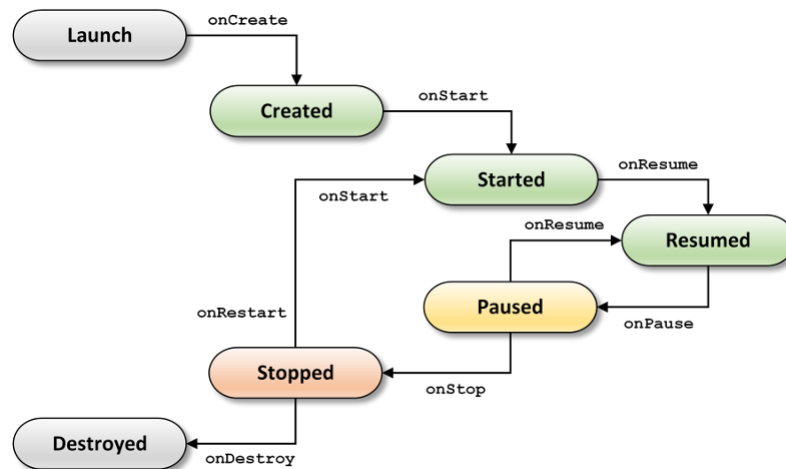 Launch
onCreate
Created
onStart
Started
onStart
onResume
onResume
Resumed
Paused
onPause
onRestart
Stopped
onStop
Destroyed
onDestroy